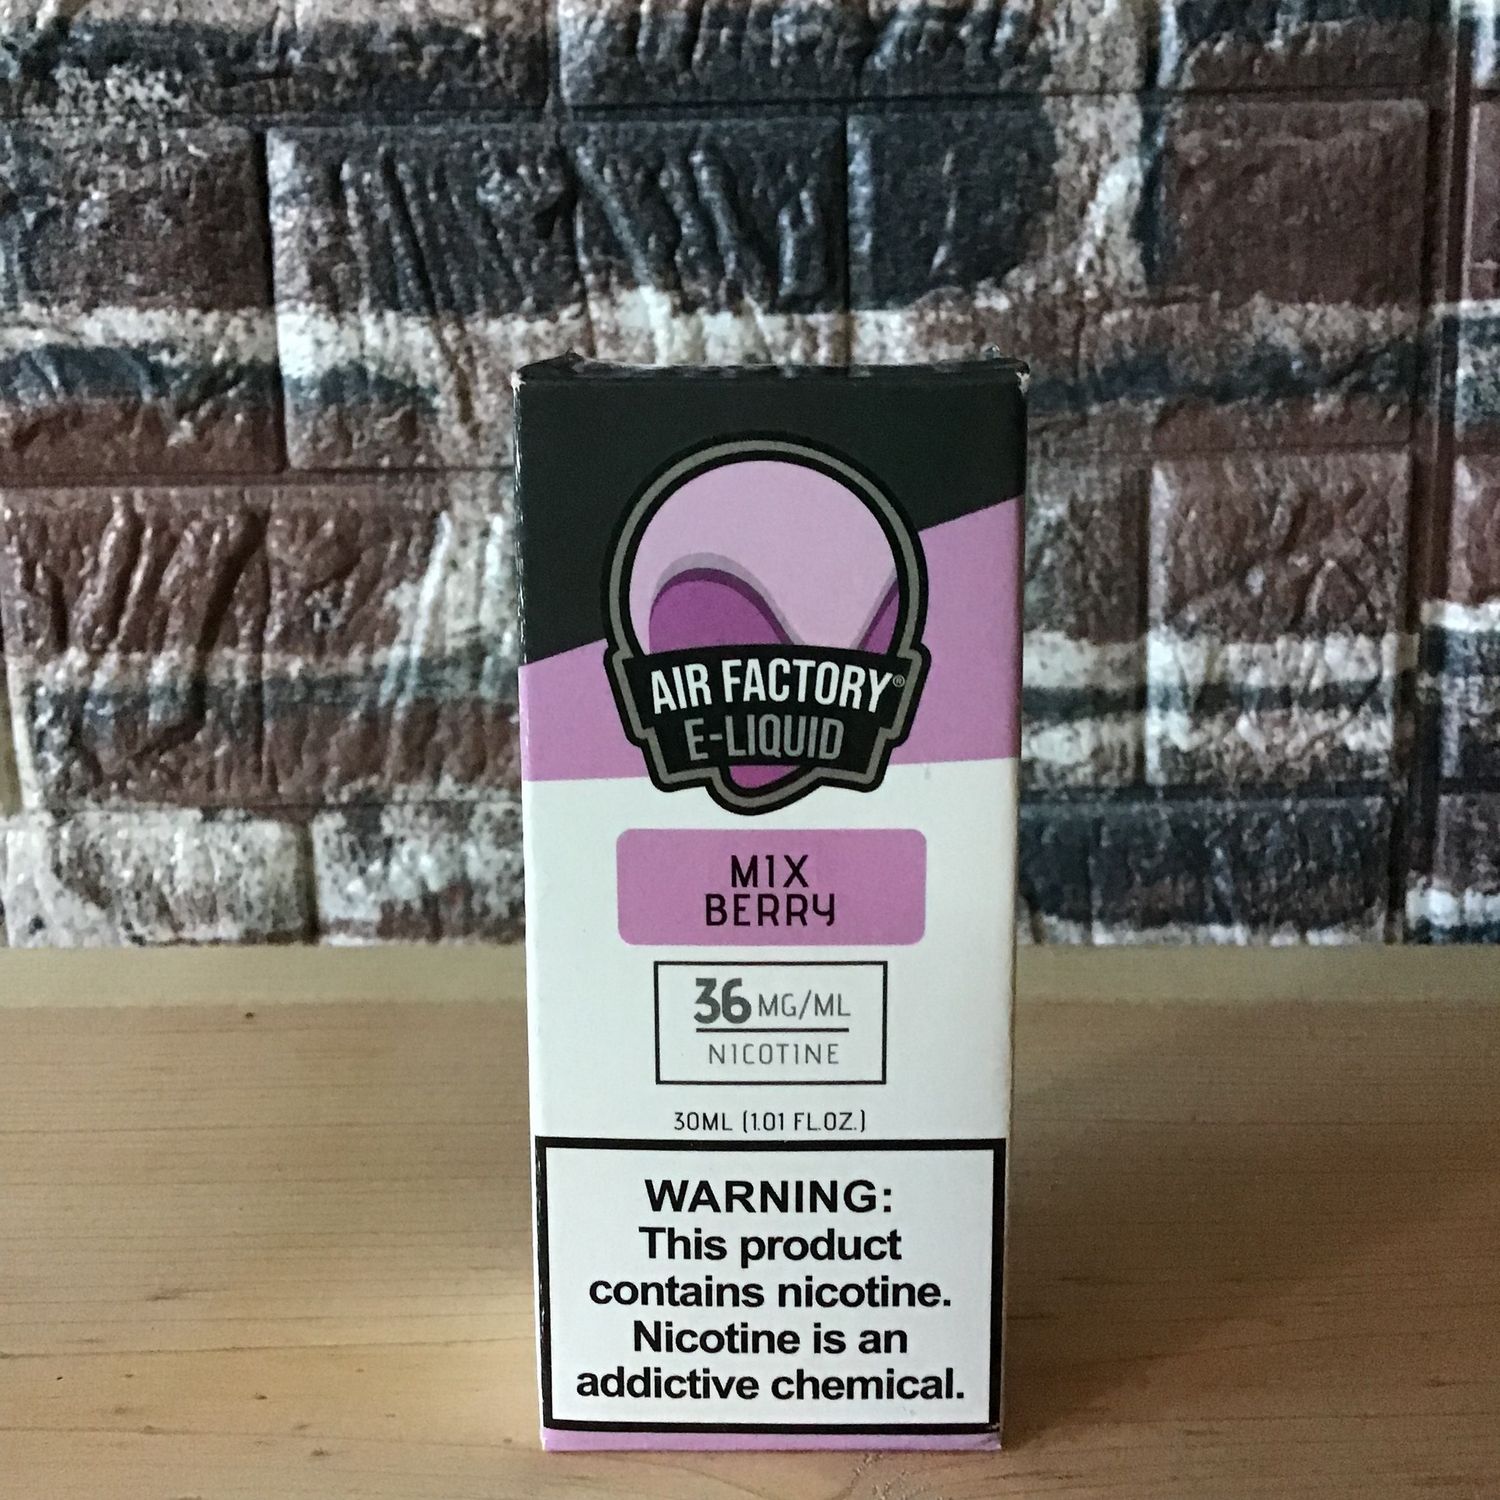 AIR FACTORY®
E-LIQUID
MIX
BERRY
36 MG/ML
NICOTINE
30ML (1.01 FL.OZ.)
WARNING:
This product
contains nicotine.
Nicotine is an
addictive chemical.